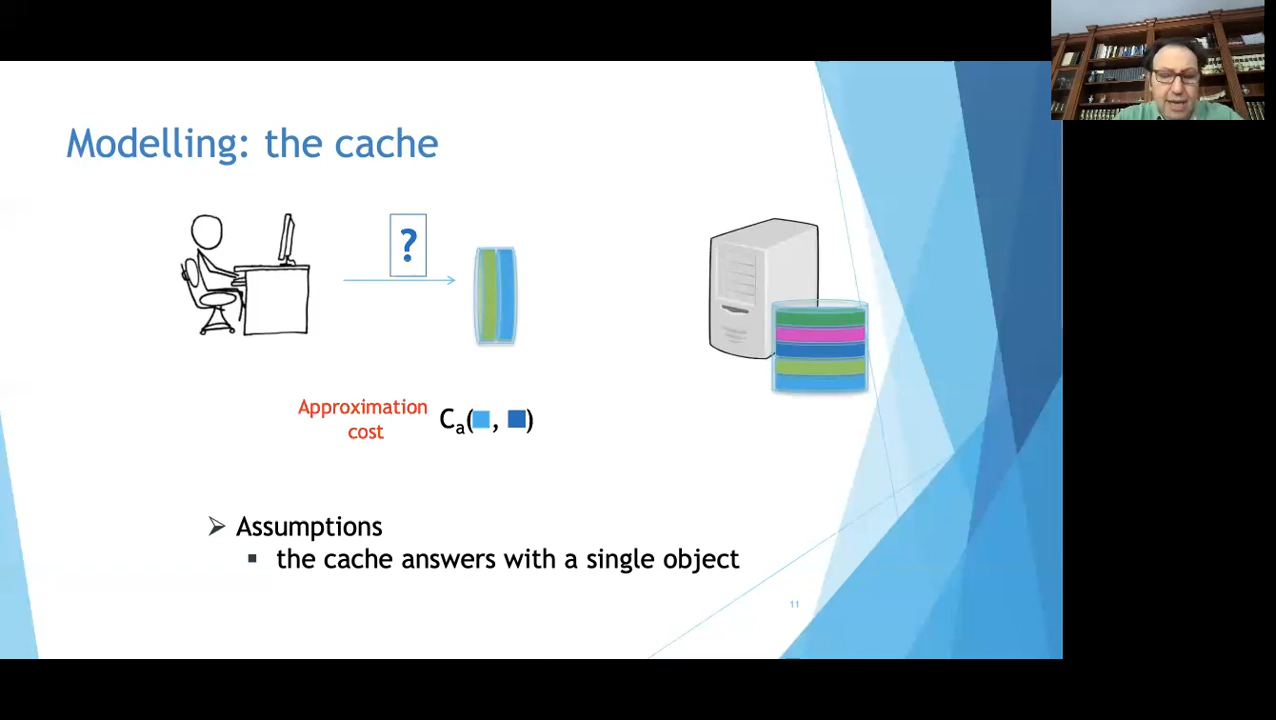 Modelling: the cache
?
Approximation
cost
Ca( , )
Assumptions
the cache answers with a single object
11